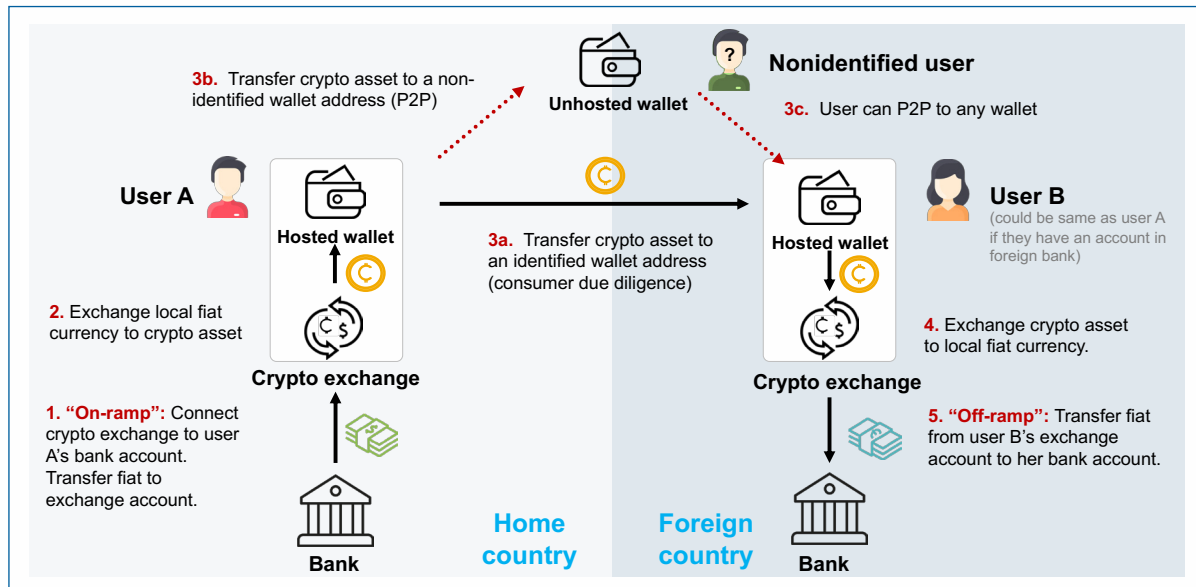 3b. Transfer crypto asset to a non-
identified wallet address (P2P)
?
Nonidentified user
Unhosted wallet
3c. User can P2P to any wallet
User A
Hosted wallet
3a. Transfer crypto asset to
an identified wallet address
(consumer due diligence)
Hosted wallet
User B
(could be same as user A
if they have an account in
foreign bank)
2. Exchange local fiat
currency to crypto asset
₵ $
Crypto exchange
₵ $
Crypto exchange
4. Exchange crypto asset
to local fiat currency.
1. “On-ramp”: Connect
crypto exchange to user
A’s bank account.
Transfer fiat to
exchange account.
5. “Off-ramp”: Transfer fiat
from user B’s exchange
account to her bank account.
Bank
Home
country
Foreign
country
Bank